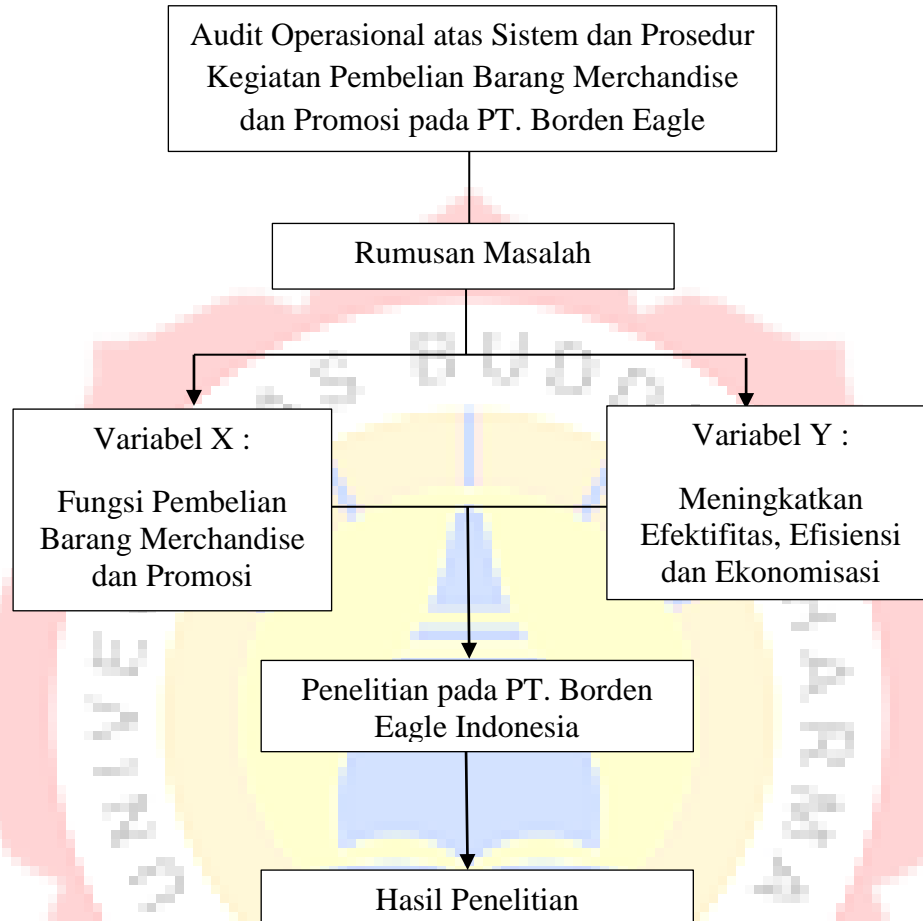 Audit Operasional atas Sistem dan Prosedur
Kegiatan Pembelian Barang Merchandise
dan Promosi pada PT. Borden Eagle
Rumusan Masalah
Variabel X :
Fungsi Pembelian
Barang Merchandise
dan Promosi
Variabel Y :
Meningkatkan
Efektifitas, Efisiensi
dan Ekonomisasi
Penelitian pada PT. Borden
Eagle Indonesia
Hasil Penelitian